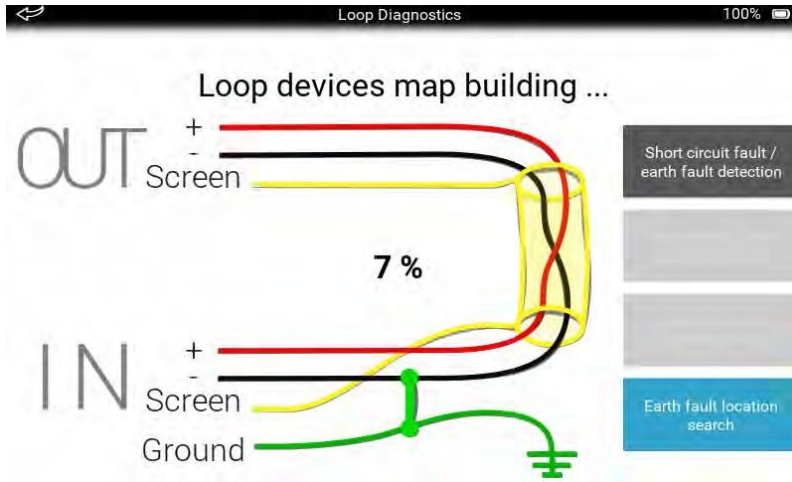 Loop Diagnostics
100%
Loop devices map building ...
OUT
+
-
Screen
Short circuit fault /
earth fault detection
7 %
IN
+
-
Screen
Ground
Earth fault location
search